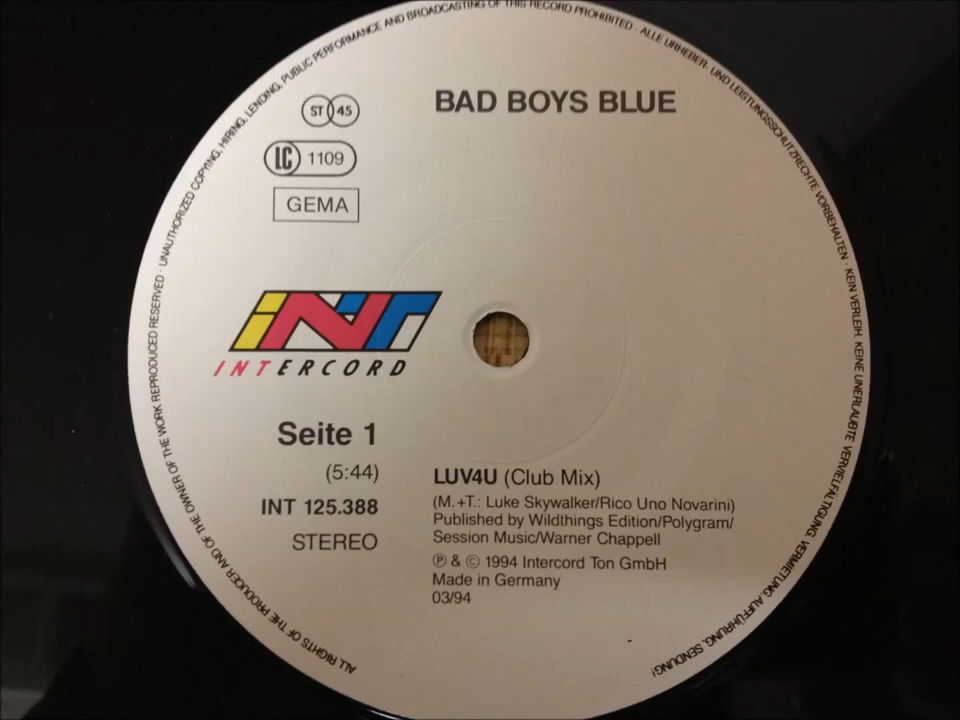 UNAUTHORIZED COPYING, HIRING, LENDING, PUBLIC PERFORMANCE AND BROADCASTING OF THIS RECORD PROHIBITED · ALLE URHEBER- UND LEISTUNGSSCHUTZRECHTE VORBEHALTEN · KEIN VERLEIH. KEINE UNERLAUBTE VERVIELFÄLTIGUNG, VERMIETUNG, AUFFÜHRUNG, SENDUNG!
ALL RIGHTS OF THE PRODUCER AND OF THE OWNER OF THE WORK REPRODUCED RESERVED ·
ST 45
BAD BOYS BLUE
LC 1109
GEMA
INT
INTERCORD
Seite 1
(5:44)
LUV4U (Club Mix)
INT 125.388
(M.+T.: Luke Skywalker/Rico Uno Novarini)
Published by Wildthings Edition/Polygram/
STEREO
Session Music/Warner Chappell
℗ & © 1994 Intercord Ton GmbH
Made in Germany
03/94